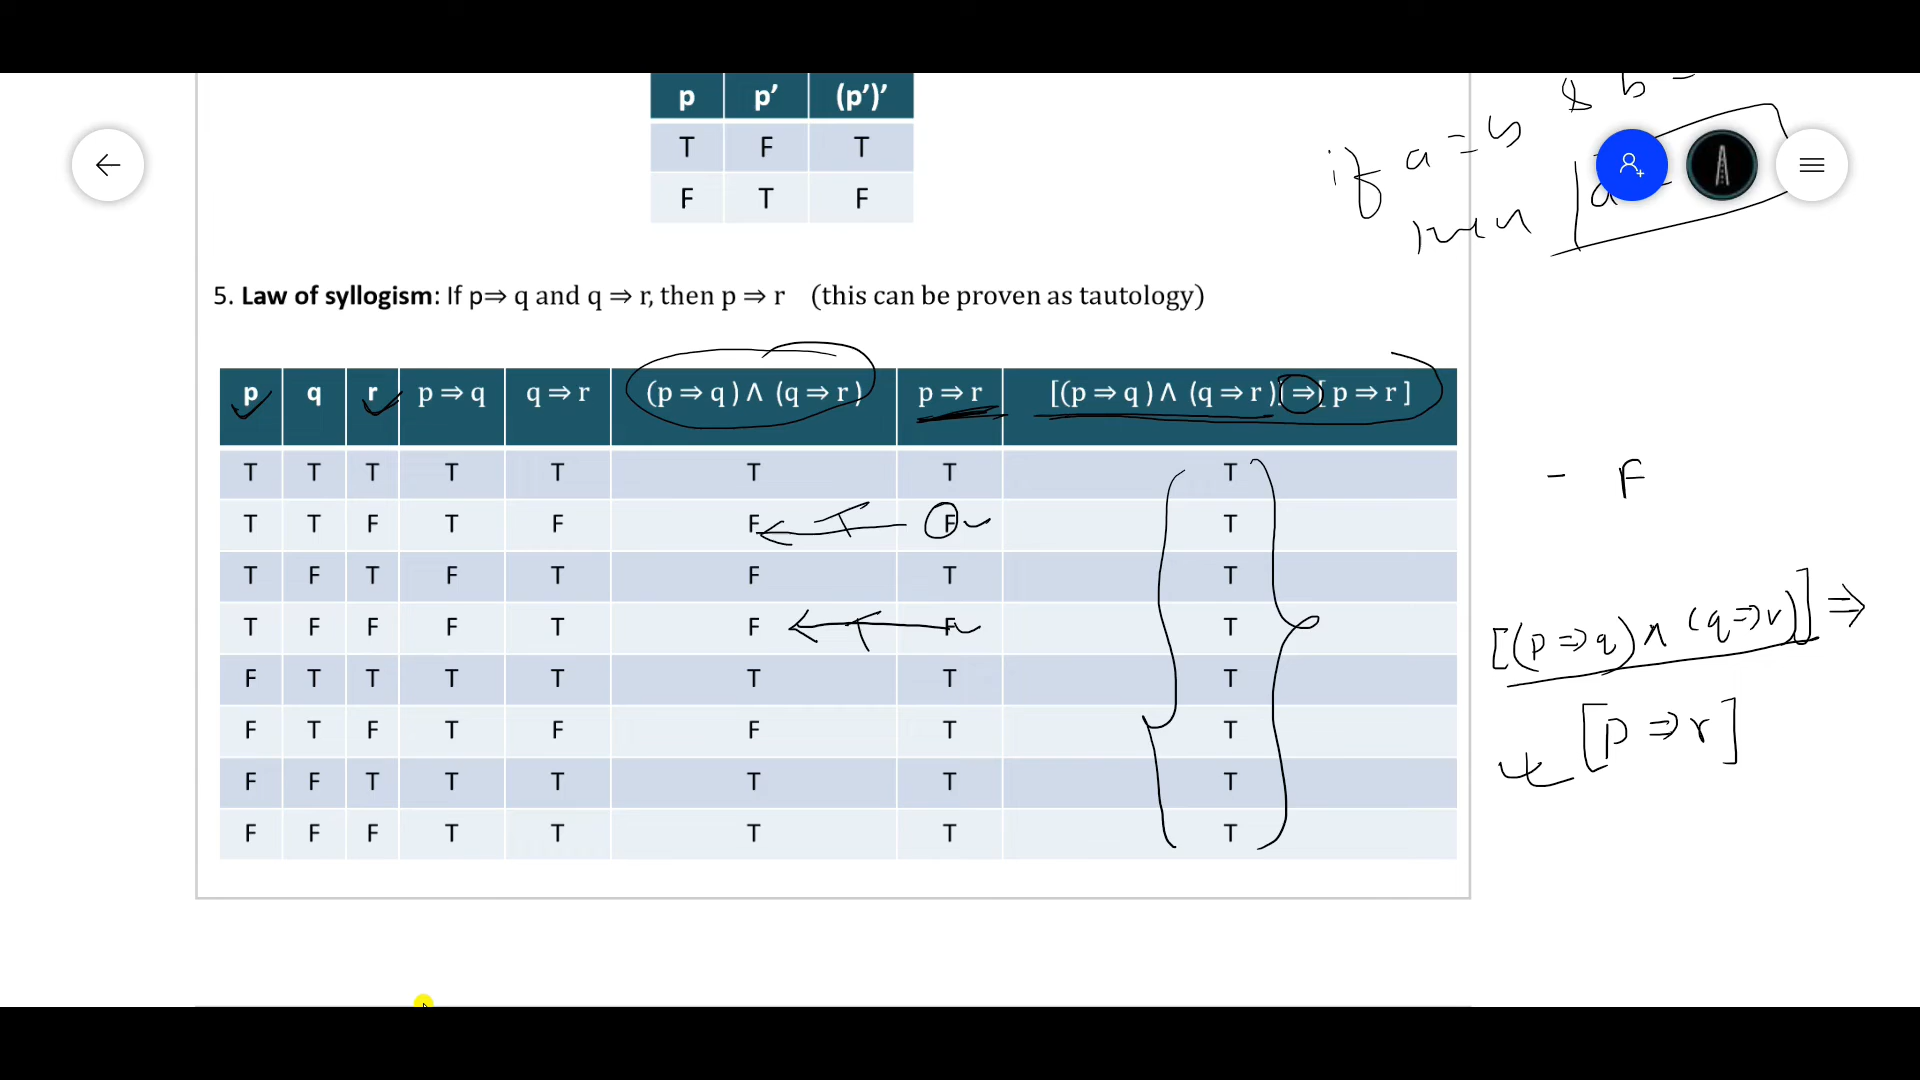 p p’ (p’)’
T F T
F T F
if a = b & b =
then a
5. Law of syllogism: If p⇒ q and q ⇒ r, then p ⇒ r (this can be proven as tautology)
p q r p ⇒ q q ⇒ r (p ⇒ q ) ∧ (q ⇒ r ) p ⇒ r [(p ⇒ q ) ∧ (q ⇒ r )] ⇒[ p ⇒ r ]
T T T T T T T T
T T F T F F F T
T F T F T F T T
T F F F T F F T
F T T T T T T T
F T F T F F T T
F F T T T T T T
F F F T T T T T
T
T
- F
[(p ⇒ q) ∧ (q ⇒ r)] ⇒
[p ⇒ r]